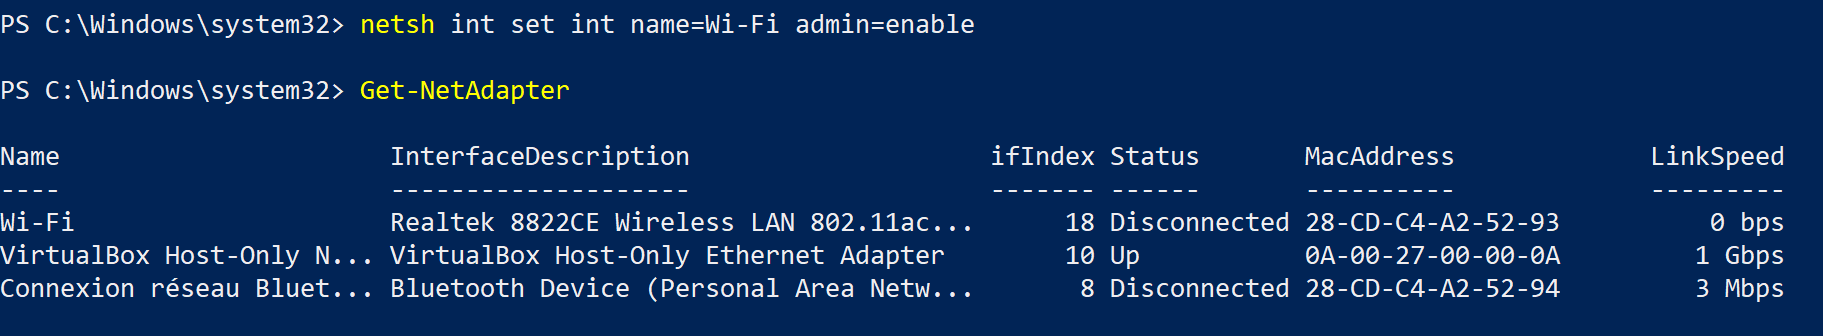 PS C:\Windows\system32> netsh int set int name=Wi-Fi admin=enable
PS C:\Windows\system32> Get-NetAdapter
Name                      InterfaceDescription                    ifIndex Status       MacAddress             LinkSpeed
----                      --------------------                    ------- ------       ----------             ---------
Wi-Fi                     Realtek 8822CE Wireless LAN 802.11ac...      18 Disconnected 28-CD-C4-A2-52-93          0 bps
VirtualBox Host-Only N... VirtualBox Host-Only Ethernet Adapter        10 Up           0A-00-27-00-00-0A         1 Gbps
Connexion réseau Bluet... Bluetooth Device (Personal Area Netw...       8 Disconnected 28-CD-C4-A2-52-94         3 Mbps